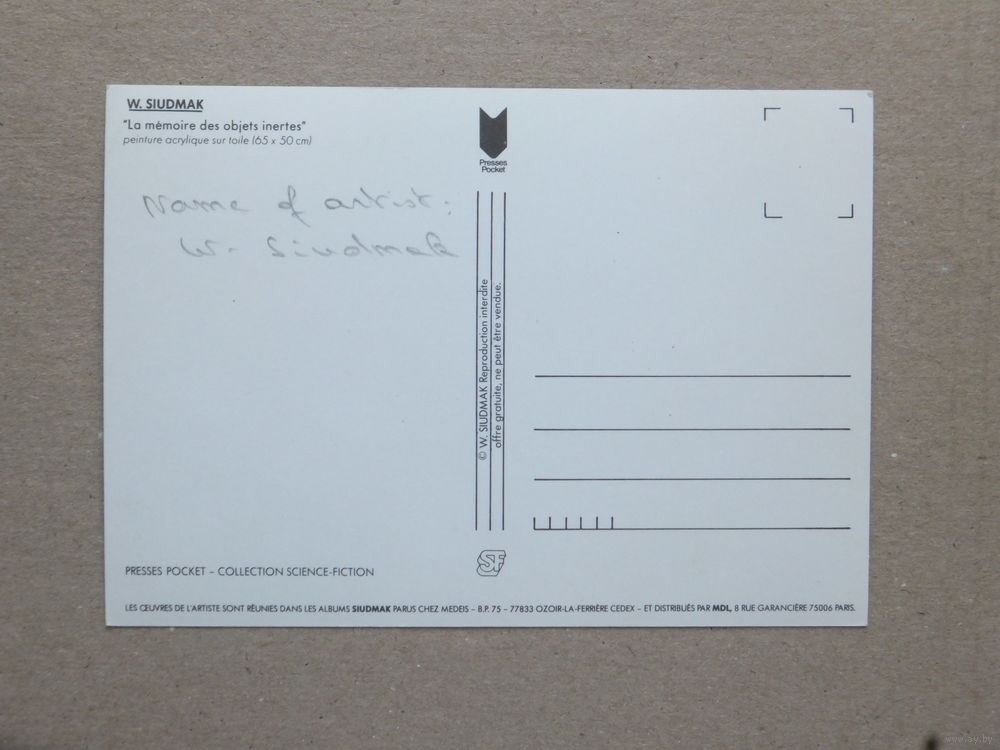 W. SIUDMAK
"La mémoire des objets inertes"
peinture acrylique sur toile (65 x 50 cm)
Name of artist:
W- Siudmak
Presses
Pocket
© W. SIUDMAK Reproduction interdite
offre gratuite, ne peut être vendue.
SF
PRESSES POCKET – COLLECTION SCIENCE-FICTION
LES ŒUVRES DE L'ARTISTE SONT RÉUNIES DANS LES ALBUMS SIUDMAK PARUS CHEZ MEDEIS – B.P. 75 – 77833 OZOIR-LA-FERRIÈRE CEDEX – ET DISTRIBUÉS PAR MDL, 8 RUE GARANCIÈRE 75006 PARIS.
www.ay.by